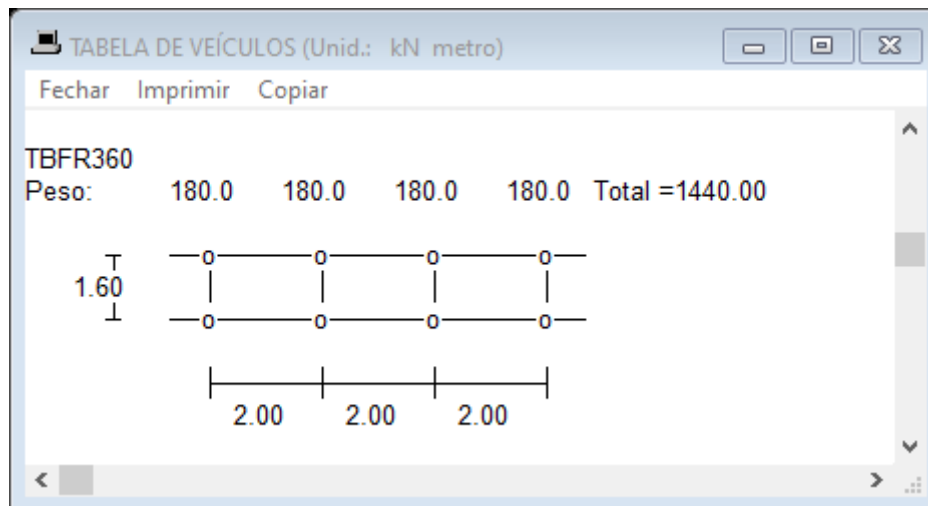 TABELA DE VEÍCULOS (Unid.: kN metro)
Fechar Imprimir Copiar
TBFR360
Peso: 180.0 180.0 180.0 180.0 Total =1440.00
1.60
2.00 2.00 2.00